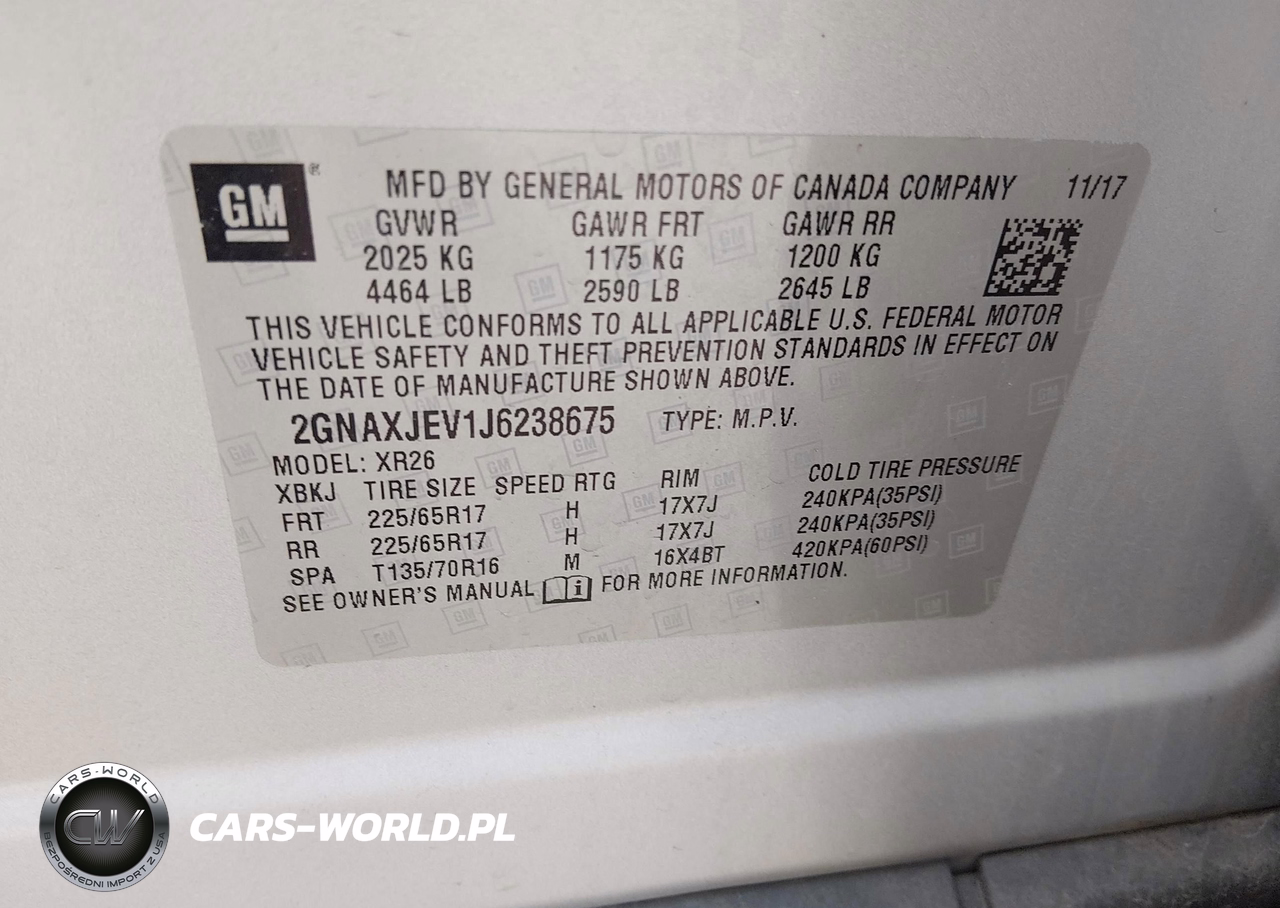 GM®
MFD BY GENERAL MOTORS OF CANADA COMPANY 11/17
GVWR GAWR FRT GAWR RR
2025 KG 1175 KG 1200 KG
4464 LB 2590 LB 2645 LB
THIS VEHICLE CONFORMS TO ALL APPLICABLE U.S. FEDERAL MOTOR
VEHICLE SAFETY AND THEFT PREVENTION STANDARDS IN EFFECT ON
THE DATE OF MANUFACTURE SHOWN ABOVE.
2GNAXJEV1J6238675 TYPE: M.P.V.
MODEL: XR26
XBKJ TIRE SIZE SPEED RTG RIM COLD TIRE PRESSURE
FRT 225/65R17 H 17X7J 240KPA(35PSI)
RR 225/65R17 H 17X7J 240KPA(35PSI)
SPA T135/70R16 M 16X4BT 420KPA(60PSI)
SEE OWNER'S MANUAL i FOR MORE INFORMATION.
CARS-WORLD
CW
BEZPOŚREDNI IMPORT Z USA
CARS-WORLD.PL